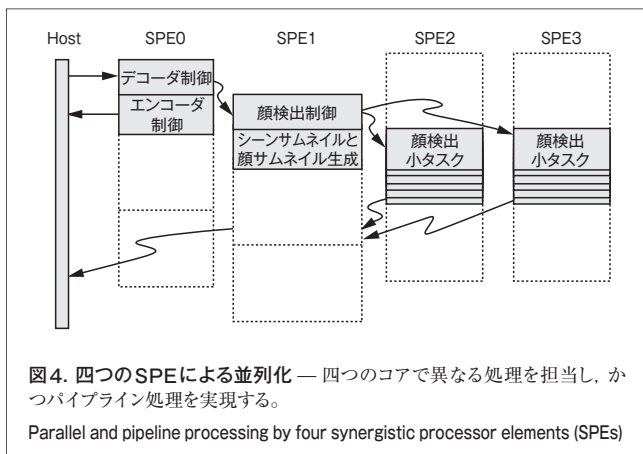 Host SPE0 SPE1 SPE2 SPE3
デコーダ制御
エンコーダ
制御
顔検出制御
シーンサムネイルと
顔サムネイル生成
顔検出
小タスク
顔検出
小タスク
図4. 四つのSPEによる並列化 — 四つのコアで異なる処理を担当し，か
つパイプライン処理を実現する。
Parallel and pipeline processing by four synergistic processor elements (SPEs)